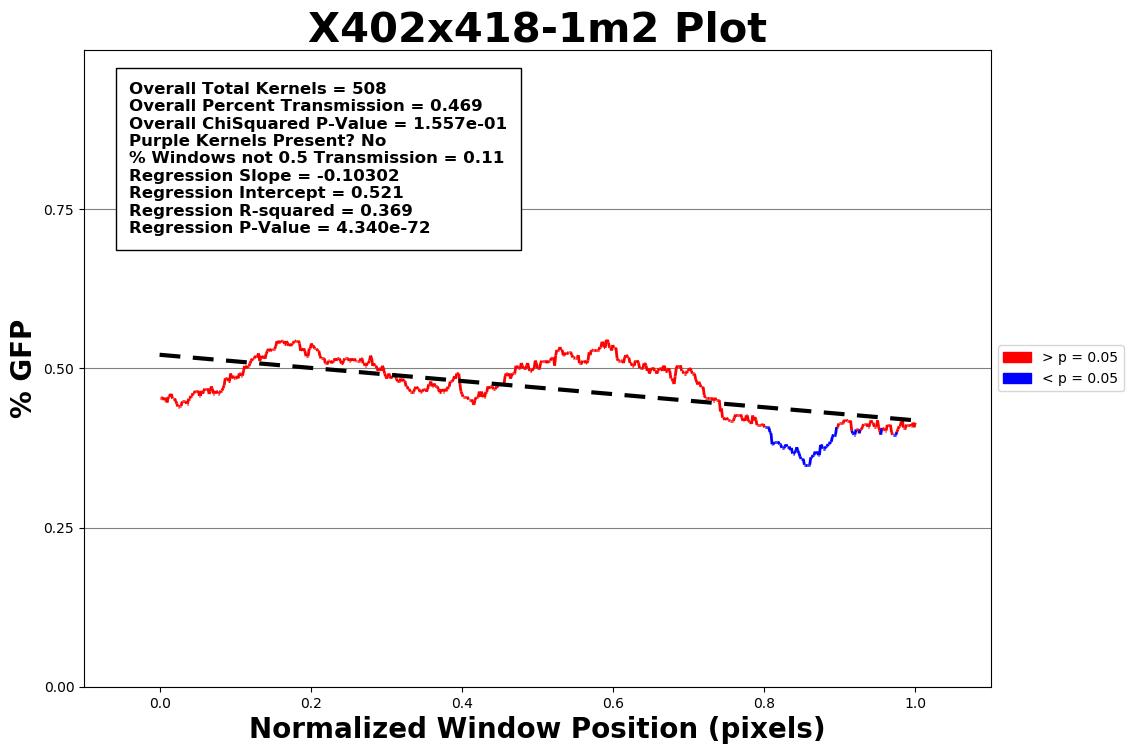 X402x418-1m2 Plot
Overall Total Kernels = 508
Overall Percent Transmission = 0.469
Overall ChiSquared P-Value = 1.557e-01
Purple Kernels Present? No
% Windows not 0.5 Transmission = 0.11
Regression Slope = -0.10302
Regression Intercept = 0.521
Regression R-squared = 0.369
Regression P-Value = 4.340e-72
% GFP
0.75
0.50
0.25
0.00
> p = 0.05
< p = 0.05
0.0 0.2 0.4 0.6 0.8 1.0
Normalized Window Position (pixels)